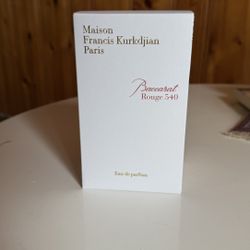 Maison
Francis Kurkdjian
Paris
Baccarat
Rouge 540
Eau de parfum